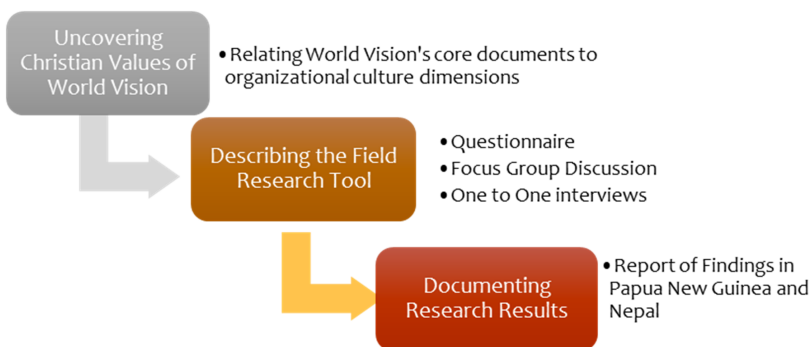 Uncovering
Christian Values of
World Vision
• Relating World Vision's core documents to
organizational culture dimensions
Describing the Field
Research Tool
• Questionnaire
• Focus Group Discussion
• One to One interviews
Documenting
Research Results
• Report of Findings in
Papua New Guinea and
Nepal